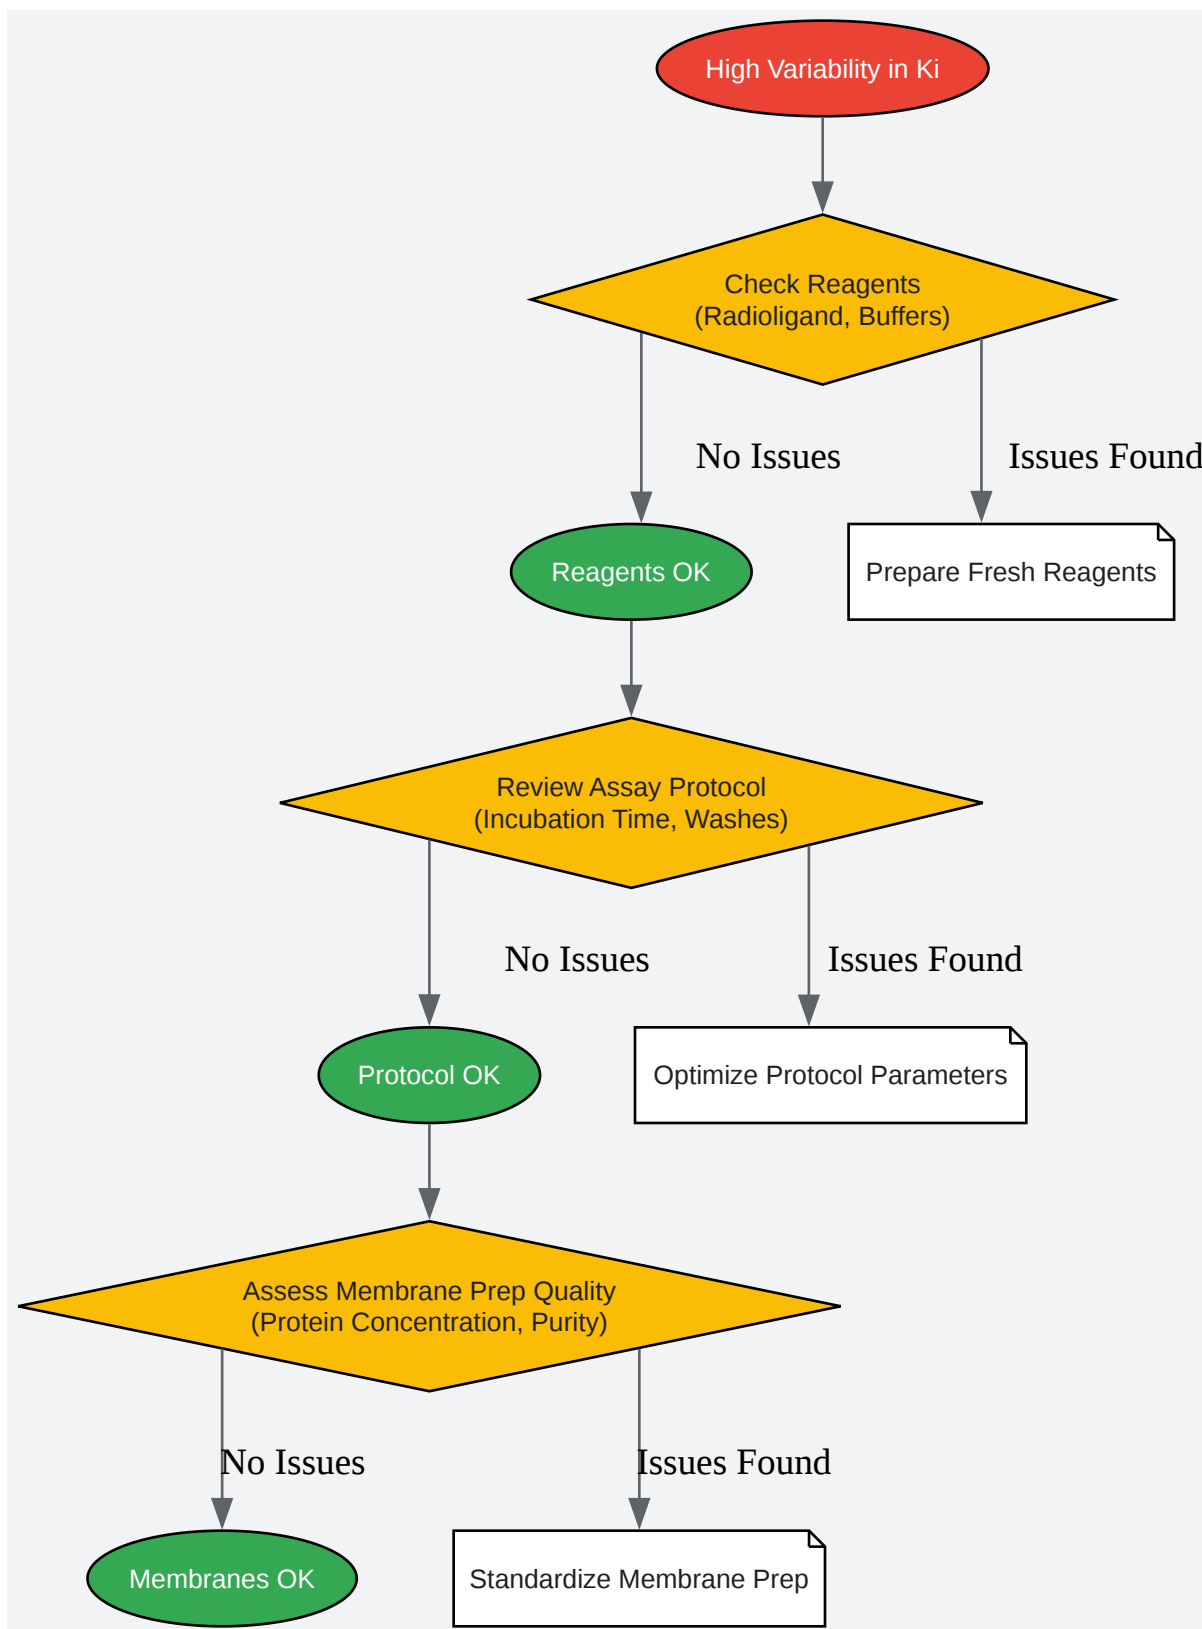 High Variability in Ki
Check Reagents
(Radioligand, Buffers)
No Issues
Issues Found
Reagents OK
Prepare Fresh Reagents
Review Assay Protocol
(Incubation Time, Washes)
No Issues
Issues Found
Protocol OK
Optimize Protocol Parameters
Assess Membrane Prep Quality
(Protein Concentration, Purity)
No Issues
Issues Found
Membranes OK
Standardize Membrane Prep